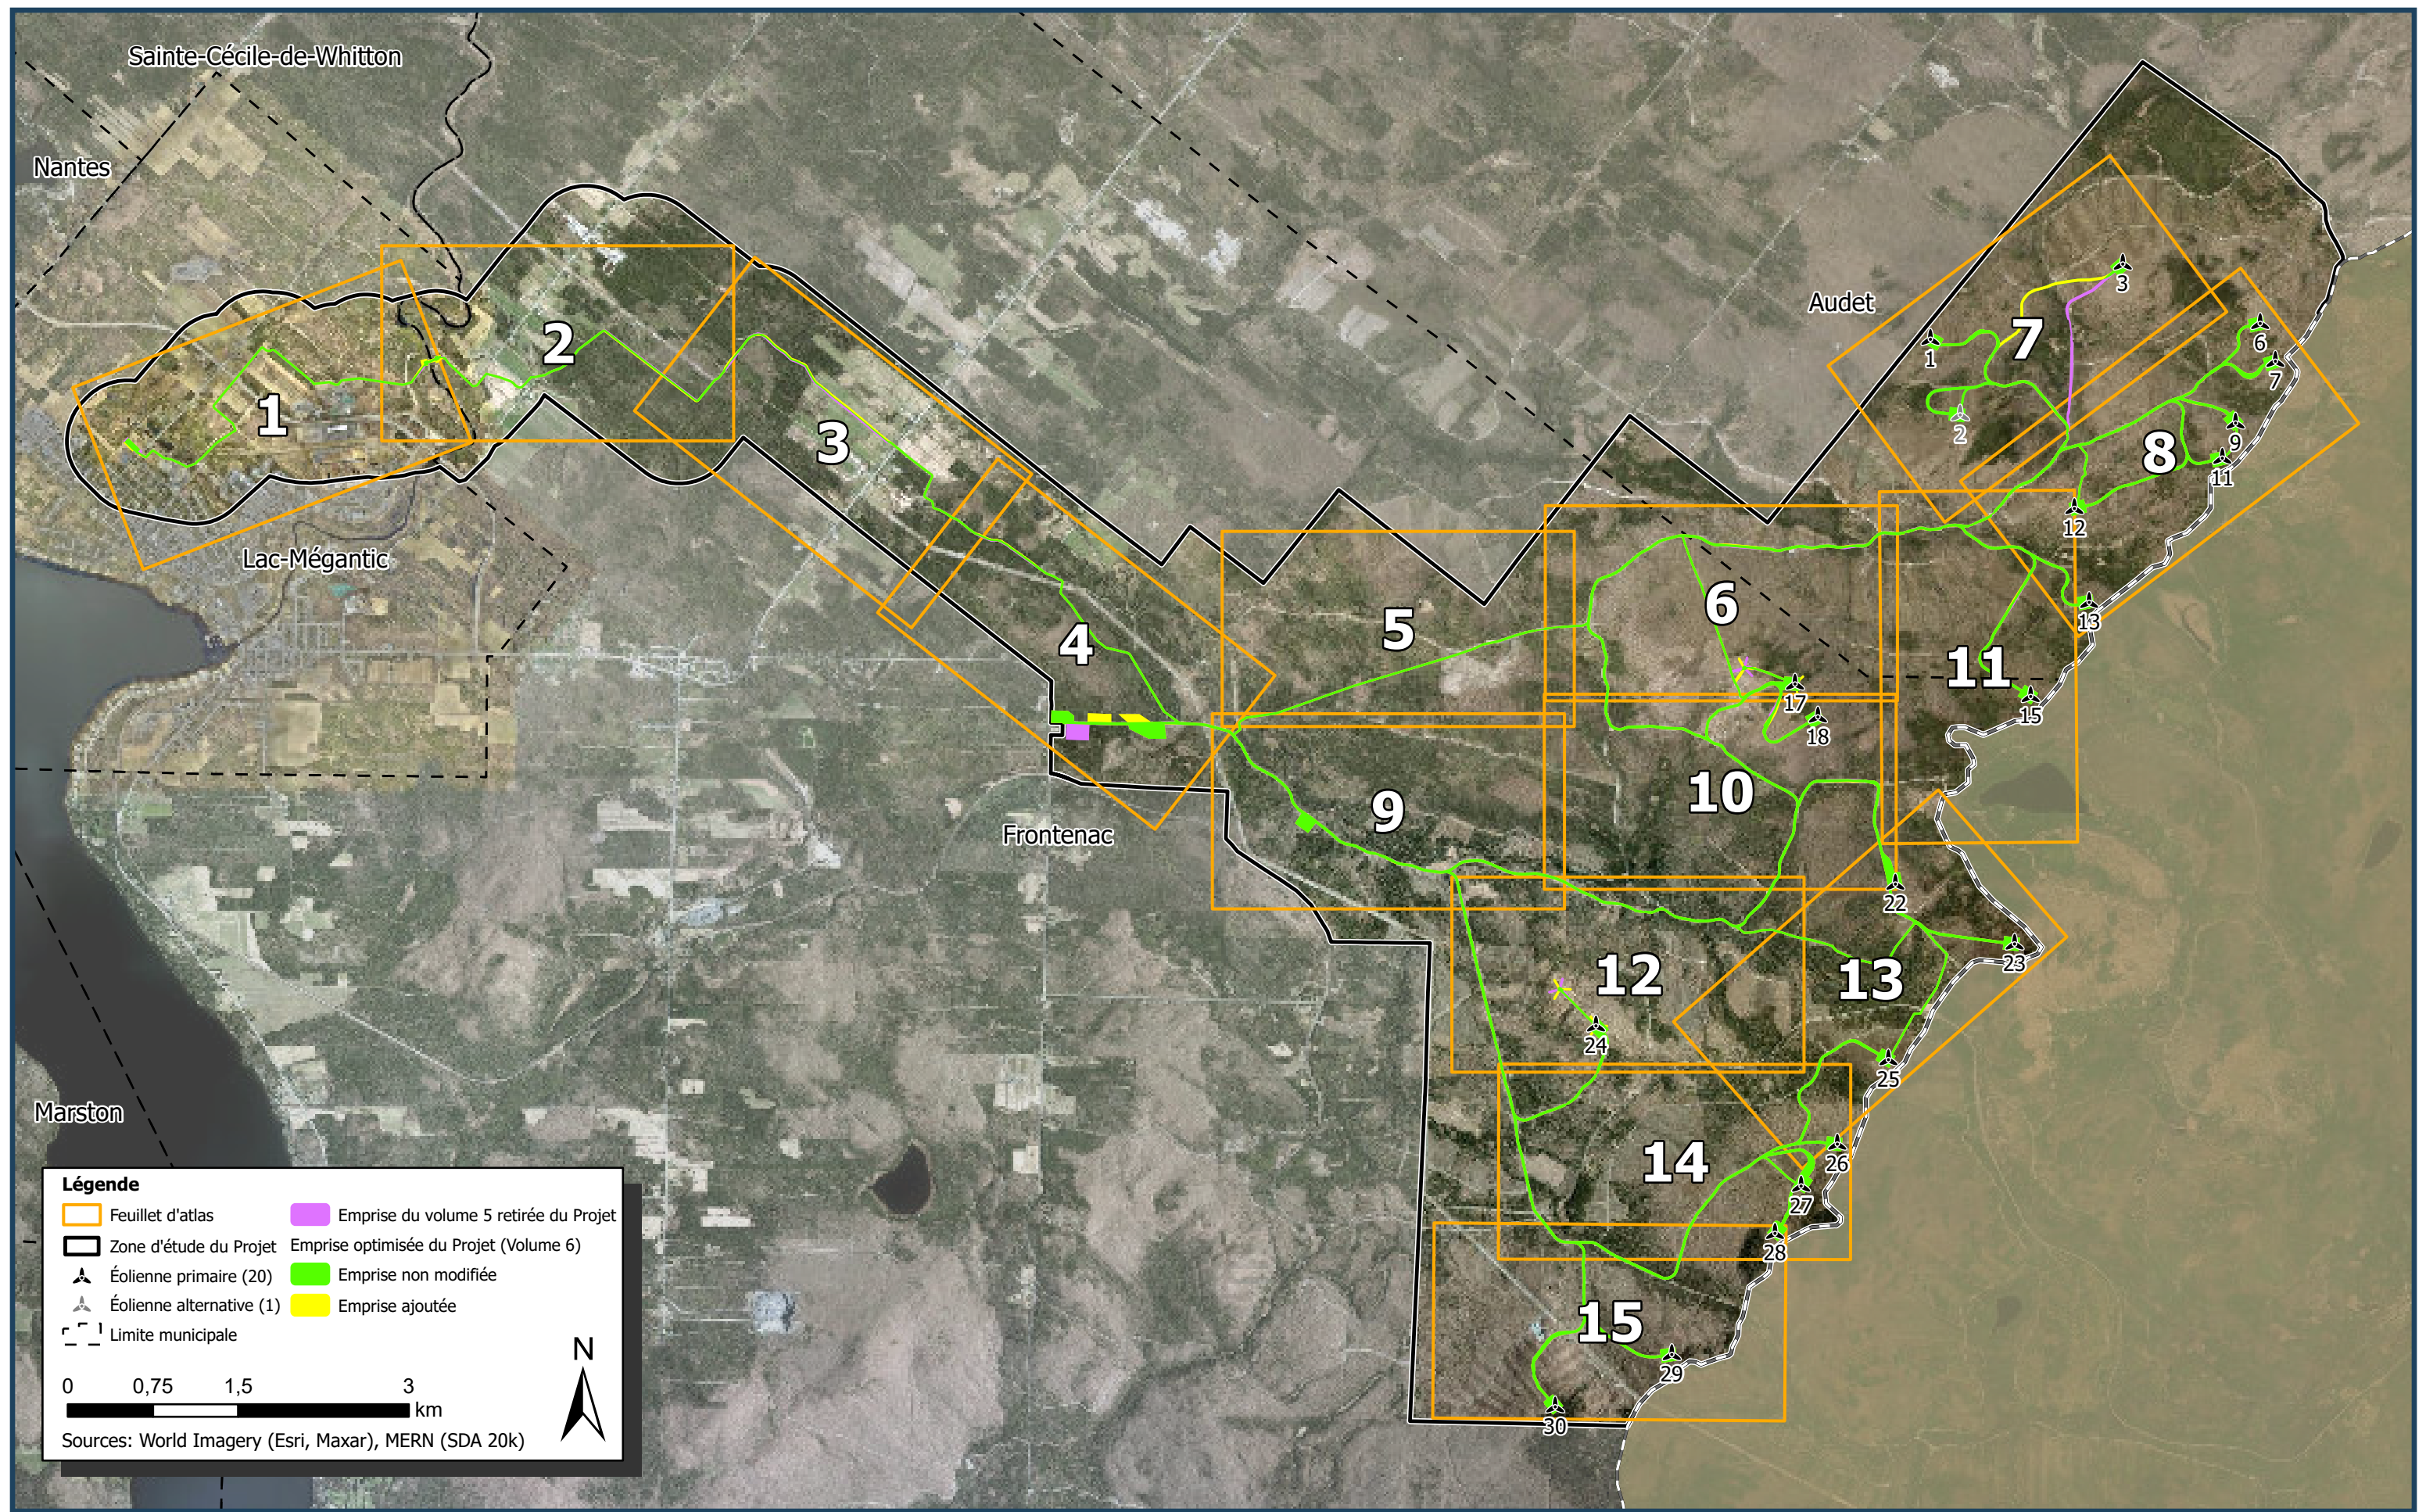 Sainte-Cécile-de-Whitton
Nantes
Audet
3
1
2
7
6
7
1
2
3
9
8
11
12
Lac-Mégantic
4
5
6
13
11
17
15
18
10
9
Frontenac
22
23
12
13
24
25
Marston
14
26
27
28
15
29
30
Légende
Feuillet d'atlas
Zone d'étude du Projet
Éolienne primaire (20)
Éolienne alternative (1)
Limite municipale
Emprise du volume 5 retirée du Projet
Emprise optimisée du Projet (Volume 6)
Emprise non modifiée
Emprise ajoutée
N
0 0,75 1,5 3
km
Sources: World Imagery (Esri, Maxar), MERN (SDA 20k)